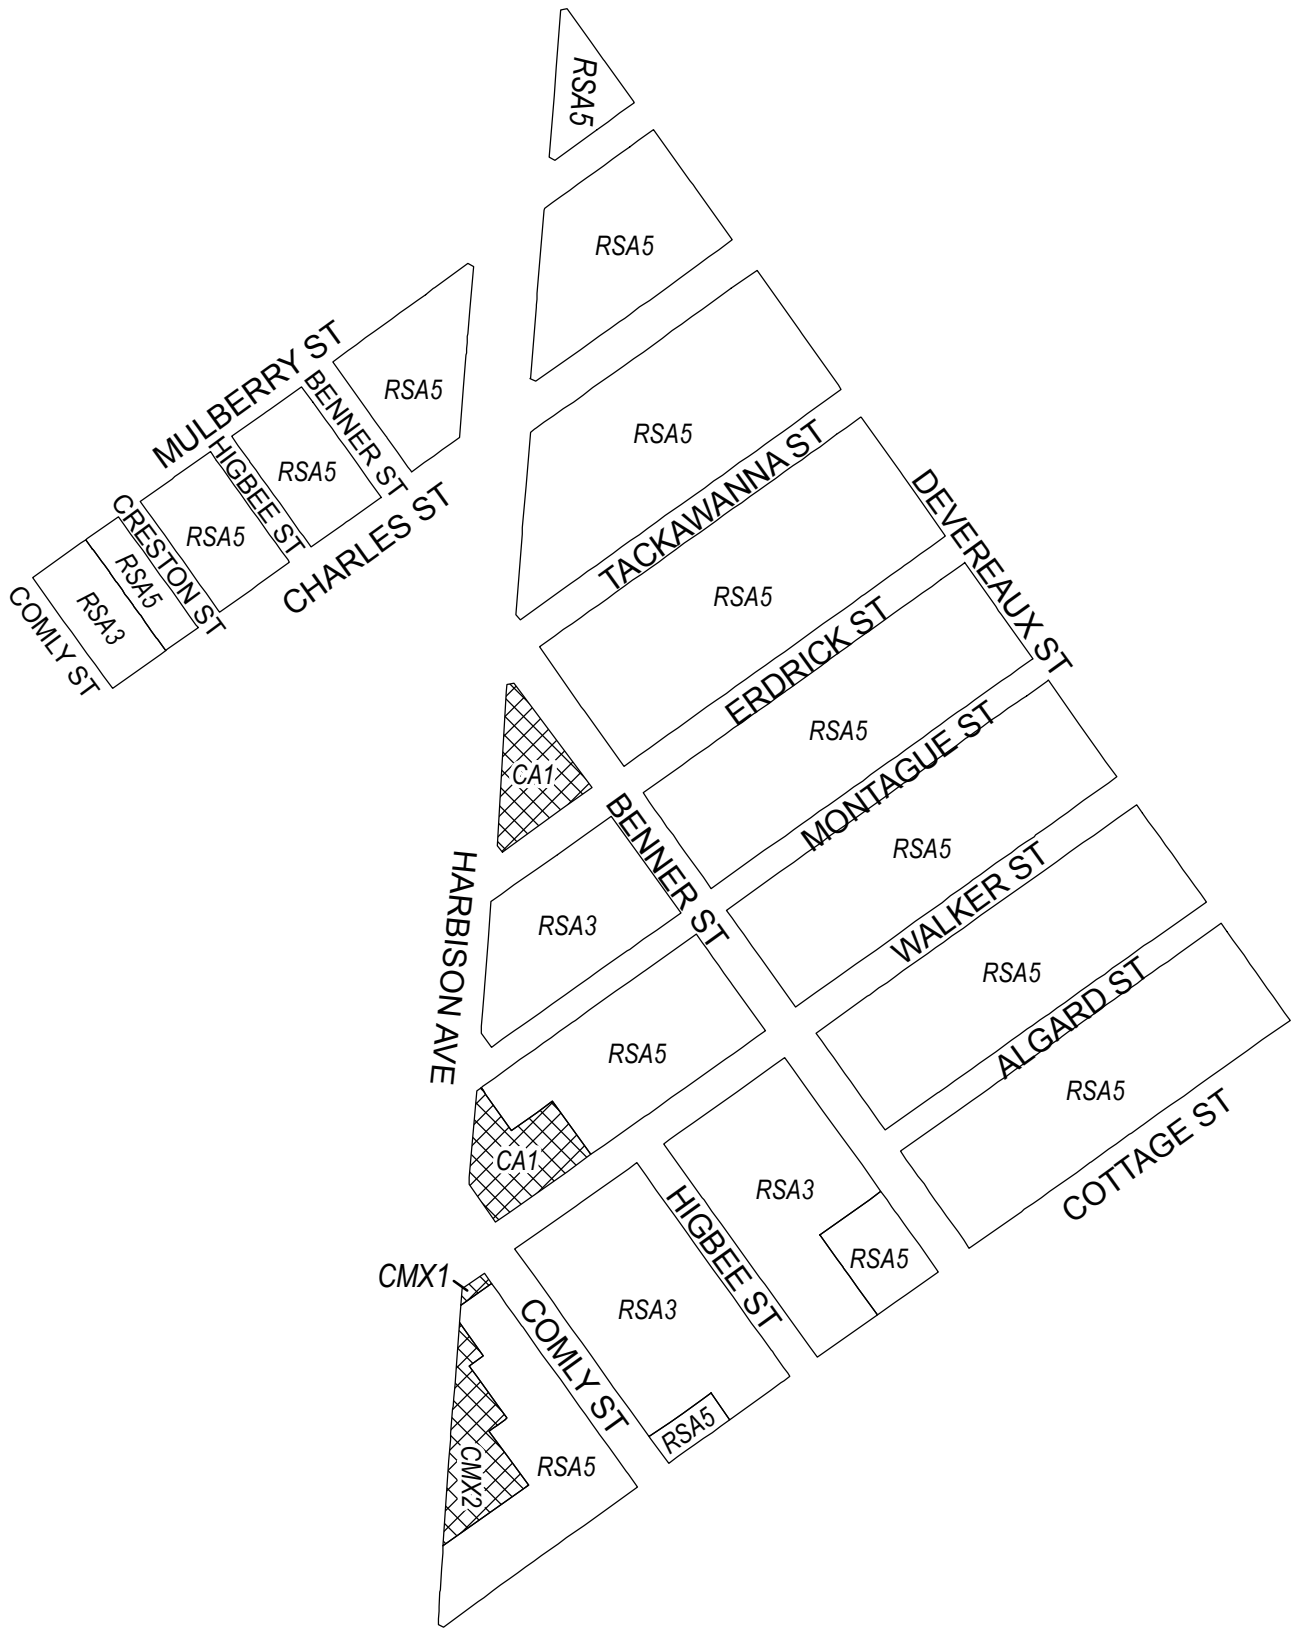 RSA5
RSA5
MULBERRY ST
BENNER ST
RSA5
HIGBEE ST
RSA5
RSA5
CRESTON ST
RSA5
CHARLES ST
RSA5
RSA3
COMLY ST
TACKAWANNA ST
DEVEREAUX ST
RSA5
ERDRICK ST
RSA5
MONTAGUE ST
CA1
BENNER ST
RSA5
WALKER ST
HARBISON AVE
RSA3
RSA5
ALGARD ST
RSA5
RSA5
COTTAGE ST
CA1
RSA3
HIGBEE ST
RSA5
CMX1
RSA3
COMLY ST
RSA5
CMX2
RSA5